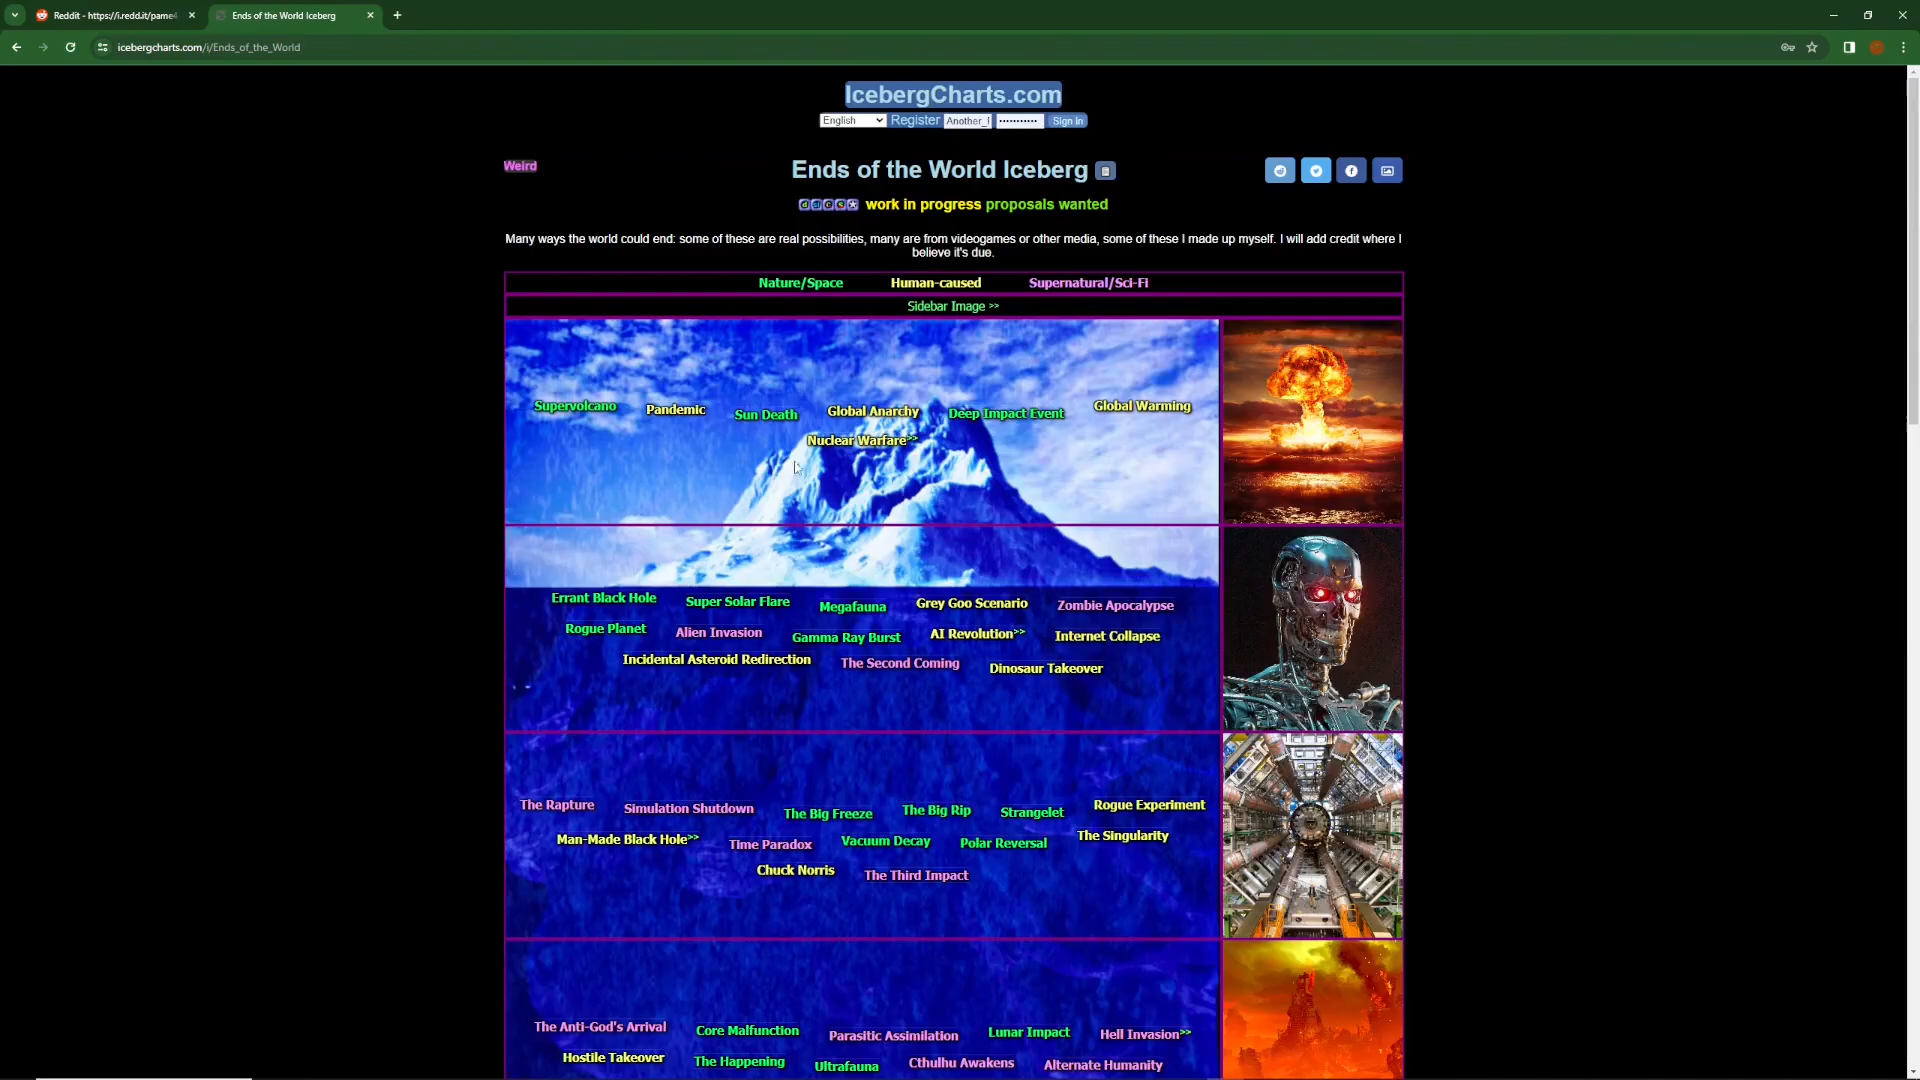 Reddit - https://i.redd.it/pame4
Ends of the World Iceberg
icebergcharts.com/i/Ends_of_the_World
IcebergCharts.com
English Register Another_ Sign in
Weird
Ends of the World Iceberg
work in progress proposals wanted
Many ways the world could end: some of these are real possibilities, many are from videogames or other media, some of these I made up myself. I will add credit where I
believe it's due.
Nature/Space Human-caused Supernatural/Sci-Fi
Sidebar Image >>
Supervolcano Pandemic Sun Death Global Anarchy Deep Impact Event Global Warming
Nuclear Warfare>>
Errant Black Hole Super Solar Flare Megafauna Grey Goo Scenario Zombie Apocalypse
Rogue Planet Alien Invasion Gamma Ray Burst AI Revolution>> Internet Collapse
Incidental Asteroid Redirection The Second Coming Dinosaur Takeover
The Rapture Simulation Shutdown The Big Freeze The Big Rip Strangelet Rogue Experiment
Man-Made Black Hole>> Time Paradox Vacuum Decay Polar Reversal The Singularity
Chuck Norris The Third Impact
The Anti-God's Arrival Core Malfunction Parasitic Assimilation Lunar Impact Hell Invasion>>
Hostile Takeover The Happening Ultrafauna Cthulhu Awakens Alternate Humanity